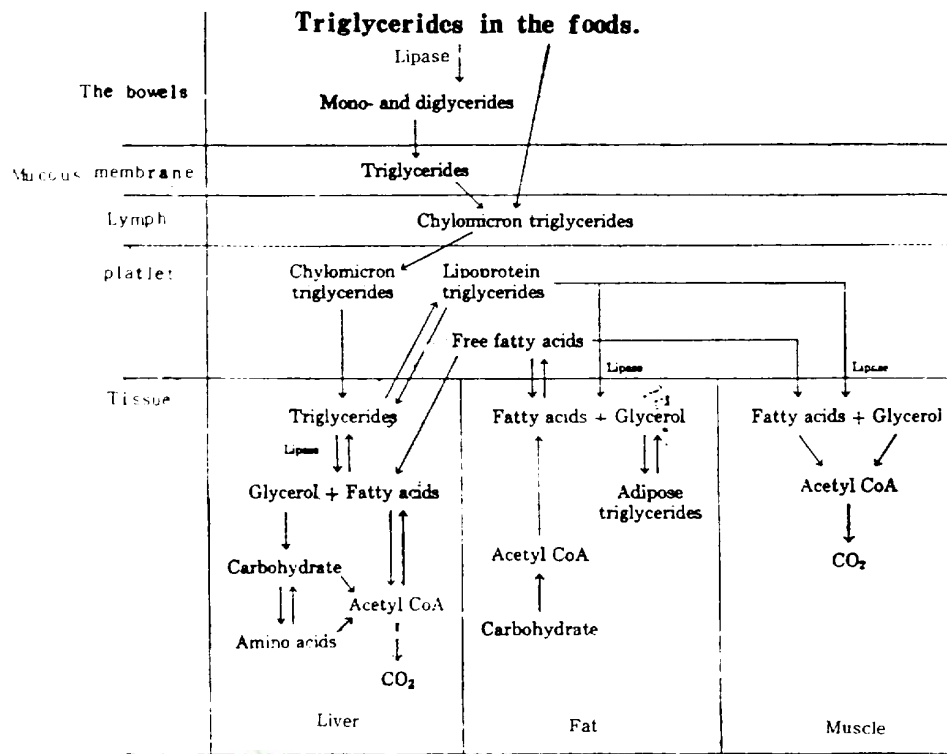 Triglycerides in the foods.
Lipase
The bowels
Mono- and diglycerides
Mucous membrane
Triglycerides
Lymph
Chylomicron triglycerides
platlet
Chylomicron
triglycerides
Lipoprotein
triglycerides
Free fatty acids
Lipase
Lipase
Tissue
Triglycerides
Fatty acids + Glycerol
Fatty acids + Glycerol
Lipase
Glycerol + Fatty acids
Adipose
triglycerides
Acetyl CoA
Carbohydrate
Acetyl CoA
CO₂
Acetyl CoA
Amino acids
Carbohydrate
CO₂
Liver
Fat
Muscle